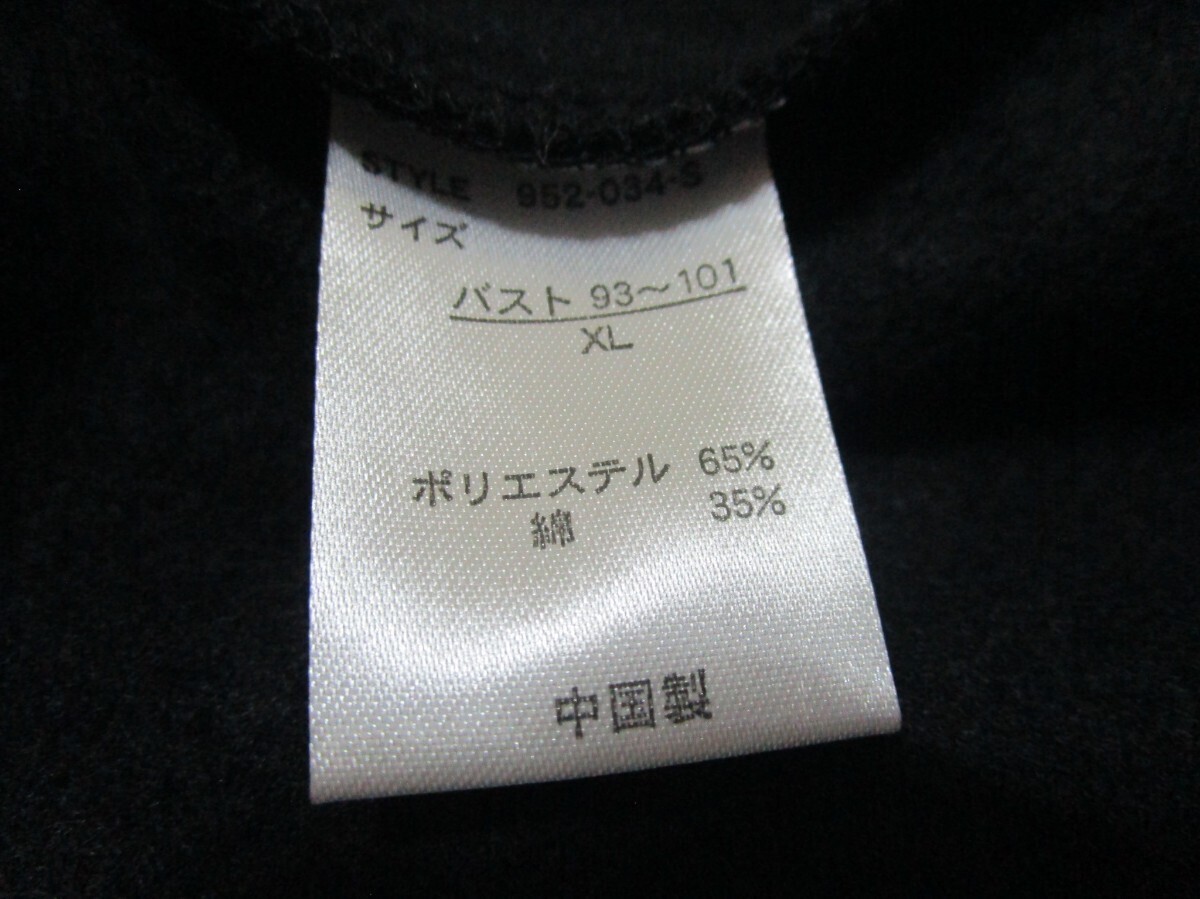 STYLE 952-034-S
サイズ
バスト 93～101
XL
ポリエステル 65%
綿 35%
中国製